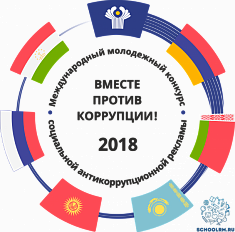 Международный молодежный конкурс
ВМЕСТЕ
ПРОТИВ
КОРРУПЦИИ!
2018
социальной антикоррупционной рекламы
SCHOOLRM.RU